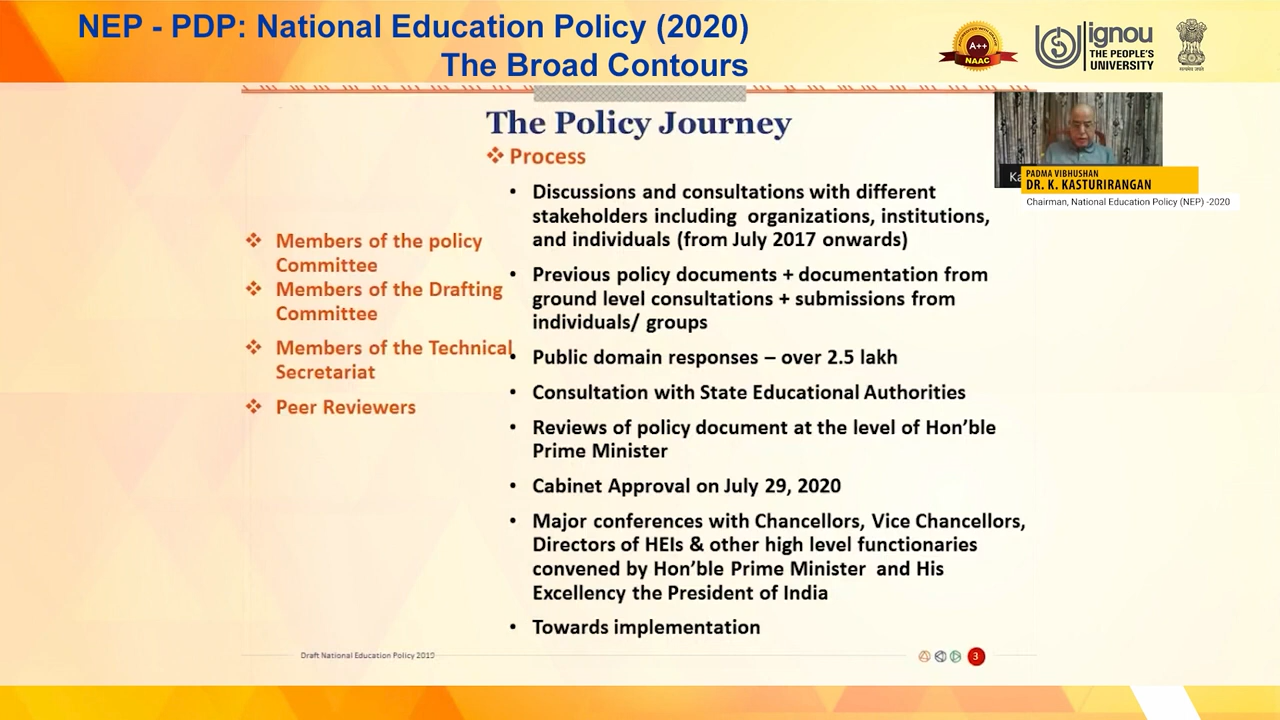 NEP - PDP: National Education Policy (2020)
The Broad Contours
A++
NAAC
ignou
THE PEOPLE'S
UNIVERSITY
The Policy Journey
Process
Members of the policy
Committee
Members of the Drafting
Committee
Members of the Technical
Secretariat
Peer Reviewers
• Discussions and consultations with different
stakeholders including organizations, institutions,
and individuals (from July 2017 onwards)
• Previous policy documents + documentation from
ground level consultations + submissions from
individuals/ groups
• Public domain responses – over 2.5 lakh
• Consultation with State Educational Authorities
• Reviews of policy document at the level of Hon'ble
Prime Minister
• Cabinet Approval on July 29, 2020
• Major conferences with Chancellors, Vice Chancellors,
Directors of HEIs & other high level functionaries
convened by Hon'ble Prime Minister and His
Excellency the President of India
• Towards implementation
Ka
PADMA VIBHUSHAN
DR. K. KASTURIRANGAN
Chairman, National Education Policy (NEP) -2020
Draft National Education Policy 2019
3